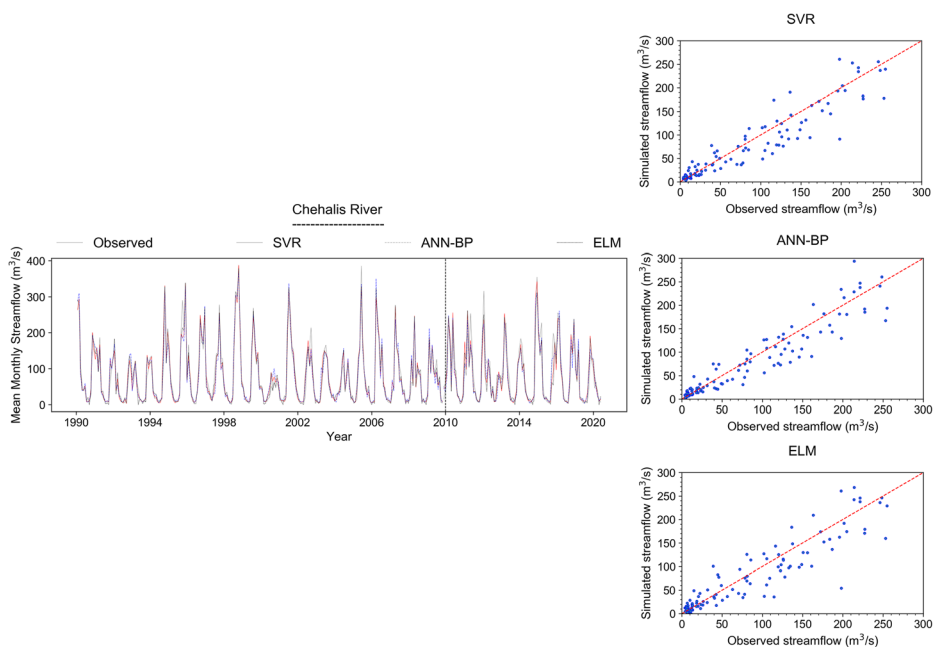 Chehalis River
Observed SVR ANN-BP ELM
Mean Monthly Streamflow (m³/s)
400
300
200
100
0
1990 1994 1998 2002 2006 2010 2014 2020
Year
SVR
Simulated streamflow (m³/s)
300
250
200
150
100
50
0
0 50 100 150 200 250 300
Observed streamflow (m³/s)
ANN-BP
Simulated streamflow (m³/s)
300
250
200
150
100
50
0
0 50 100 150 200 250 300
Observed streamflow (m³/s)
ELM
Simulated streamflow (m³/s)
300
250
200
150
100
50
0
0 50 100 150 200 250 300
Observed streamflow (m³/s)